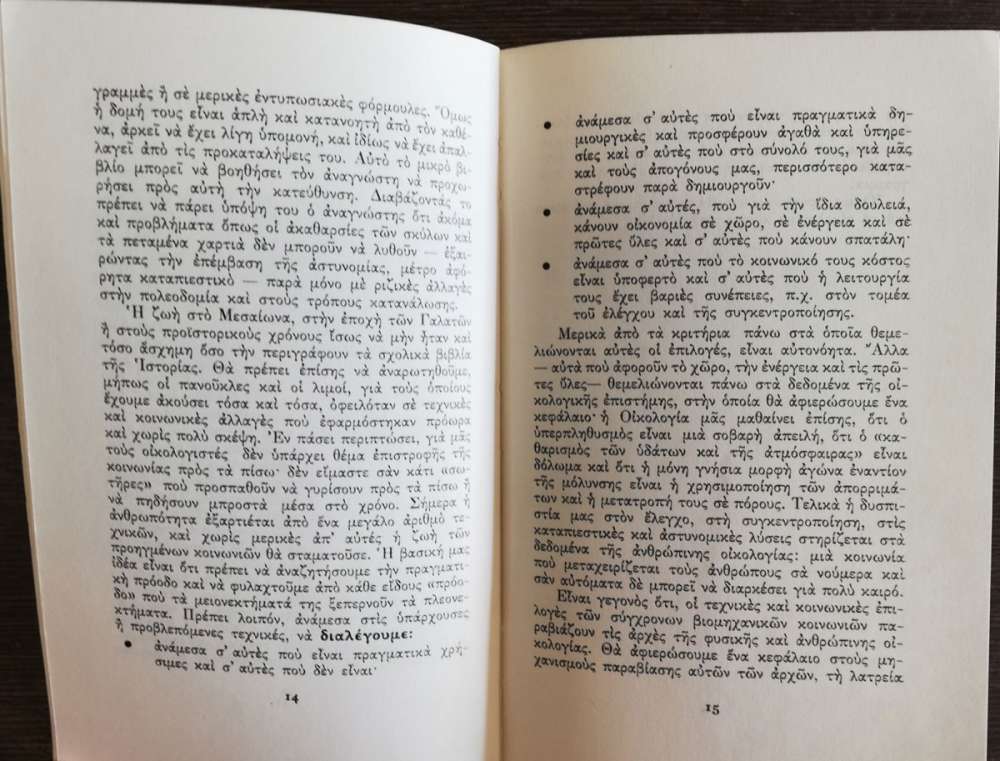 γραμμὲς ἢ σὲ μερικὲς ἐντυπωσιακὲς φόρμουλες. Ὅμως
ἡ δομή τους εἶναι ἁπλὴ καὶ κατανοητὴ ἀπὸ τὸν καθέ-
να, ἀρκεῖ νὰ ἔχει λίγη ὑπομονή, καὶ ἰδίως νὰ ἔχει ἀπαλ-
λαγεῖ ἀπὸ τὶς προκαταλήψεις του. Αὐτὸ τὸ μικρὸ βι-
βλίο μπορεῖ νὰ βοηθήσει τὸν ἀναγνώστη νὰ προχω-
ρήσει πρὸς αὐτὴ τὴν κατεύθυνση. Διαβάζοντάς το
πρέπει νὰ πάρει ὑπόψη του ὁ ἀναγνώστης ὅτι ἀκόμα
καὶ προβλήματα ὅπως οἱ ἀκαθαρσίες τῶν σκύλων καὶ
τὰ πεταμένα χαρτιὰ δὲν μποροῦν νὰ λυθοῦν — ἐξαι-
ρώντας τὴν ἐπέμβαση τῆς ἀστυνομίας, μέτρο ἀφό-
ρητα καταπιεστικὸ — παρὰ μόνο μὲ ριζικὲς ἀλλαγὲς
στὴν πολεοδομία καὶ στοὺς τρόπους κατανάλωσης.
Ἡ ζωὴ στὸ Μεσαίωνα, στὴν ἐποχὴ τῶν Γαλατῶν
ἢ στοὺς προϊστορικοὺς χρόνους ἴσως νὰ μὴν ἦταν καὶ
τόσο ἄσχημη ὅσο τὴν περιγράφουν τὰ σχολικὰ βιβλία
τῆς Ἱστορίας. Θὰ πρέπει ἐπίσης νὰ ἀναρωτηθοῦμε,
μήπως οἱ πανοῦκλες καὶ οἱ λιμοί, γιὰ τοὺς ὁποίους
ἔχουμε ἀκούσει τόσα καὶ τόσα, ὀφειλόταν σὲ τεχνικὲς
καὶ κοινωνικὲς ἀλλαγὲς ποὺ ἐφαρμόστηκαν πρόωρα
καὶ χωρὶς πολὺ σκέψη. Ἐν πάσει περιπτώσει, γιὰ μᾶς
τοὺς οἰκολογιστὲς δὲν ὑπάρχει θέμα ἐπιστροφῆς τῆς
κοινωνίας πρὸς τὰ πίσω· δὲν εἴμαστε σὰν κάτι «σω-
τῆρες» ποὺ προσπαθοῦν νὰ γυρίσουν πρὸς τὰ πίσω ἢ
νὰ πηδήσουν μπροστὰ μέσα στὸ χρόνο. Σήμερα ἡ
ἀνθρωπότητα ἐξαρτιέται ἀπὸ ἕνα μεγάλο ἀριθμὸ τε-
χνικῶν, καὶ χωρὶς μερικὲς ἀπ' αὐτὲς ἡ ζωὴ τῶν
προηγμένων κοινωνιῶν θὰ σταματοῦσε. Ἡ βασική μας
ἰδέα εἶναι ὅτι πρέπει νὰ ἀναζητήσουμε τὴν πραγματι-
κὴ πρόοδο καὶ νὰ φυλαχτοῦμε ἀπὸ κάθε εἴδους «πρόο-
δο» ποὺ τὰ μειονεκτήματά της ξεπερνοῦν τὰ πλεονε-
κτήματα. Πρέπει λοιπόν, ἀνάμεσα στὶς ὑπάρχουσες
ἢ προβλεπόμενες τεχνικές, νὰ διαλέγουμε:
• ἀνάμεσα σ' αὐτὲς ποὺ εἶναι πραγματικὰ χρή-
σιμες καὶ σ' αὐτὲς ποὺ δὲν εἶναι·
14
• ἀνάμεσα σ' αὐτὲς ποὺ εἶναι πραγματικὰ δη-
μιουργικὲς καὶ προσφέρουν ἀγαθὰ καὶ ὑπηρε-
σίες καὶ σ' αὐτὲς ποὺ στὸ σύνολό τους, γιὰ μᾶς
καὶ τοὺς ἀπογόνους μας, περισσότερο κατα-
στρέφουν παρὰ δημιουργοῦν·
• ἀνάμεσα σ' αὐτές, ποὺ γιὰ τὴν ἴδια δουλειά,
κάνουν οἰκονομία σὲ χῶρο, σὲ ἐνέργεια καὶ σὲ
πρῶτες ὕλες καὶ σ' αὐτὲς ποὺ κάνουν σπατάλη·
• ἀνάμεσα σ' αὐτὲς ποὺ τὸ κοινωνικό τους κόστος
εἶναι ὑποφερτὸ καὶ σ' αὐτὲς ποὺ ἡ λειτουργία
τους ἔχει βαριὲς συνέπειες, π.χ. στὸν τομέα
τοῦ ἐλέγχου καὶ τῆς συγκεντροποίησης.
Μερικὰ ἀπὸ τὰ κριτήρια πάνω στὰ ὁποῖα θεμε-
λιώνονται αὐτὲς οἱ ἐπιλογές, εἶναι αὐτονόητα. Ἄλλα
— αὐτὰ ποὺ ἀφοροῦν τὸ χῶρο, τὴν ἐνέργεια καὶ τὶς πρῶ-
τες ὕλες— θεμελιώνονται πάνω στὰ δεδομένα τῆς οἰ-
κολογικῆς ἐπιστήμης, στὴν ὁποία θὰ ἀφιερώσουμε ἕνα
κεφάλαιο· ἡ Οἰκολογία μᾶς μαθαίνει ἐπίσης, ὅτι ὁ
ὑπερπληθυσμὸς εἶναι μιὰ σοβαρὴ ἀπειλή, ὅτι ὁ «κα-
θαρισμὸς τῶν ὑδάτων καὶ τῆς ἀτμόσφαιρας» εἶναι
δόλωμα καὶ ὅτι ἡ μόνη γνήσια μορφὴ ἀγώνα ἐναντίον
τῆς μόλυνσης εἶναι ἡ χρησιμοποίηση τῶν ἀπορριμά-
των καὶ ἡ μετατροπή τους σὲ πόρους. Τελικὰ ἡ δυσπι-
στία μας στὸν ἔλεγχο, στὴ συγκεντροποίηση, στὶς
καταπιεστικὲς καὶ ἀστυνομικὲς λύσεις στηρίζεται στὰ
δεδομένα τῆς ἀνθρώπινης οἰκολογίας: μιὰ κοινωνία
ποὺ μεταχειρίζεται τοὺς ἀνθρώπους σὰ νούμερα καὶ
σὰν αὐτόματα δὲ μπορεῖ νὰ διαρκέσει γιὰ πολὺ καιρό.
Εἶναι γεγονὸς ὅτι, οἱ τεχνικὲς καὶ κοινωνικὲς ἐπι-
λογὲς τῶν σύγχρονων βιομηχανικῶν κοινωνιῶν πα-
ραβιάζουν τὶς ἀρχὲς τῆς φυσικῆς καὶ ἀνθρώπινης οἰ-
κολογίας. Θὰ ἀφιερώσουμε ἕνα κεφάλαιο στοὺς μη-
χανισμοὺς παραβίασης αὐτῶν τῶν ἀρχῶν, τὴ λατρεία
15